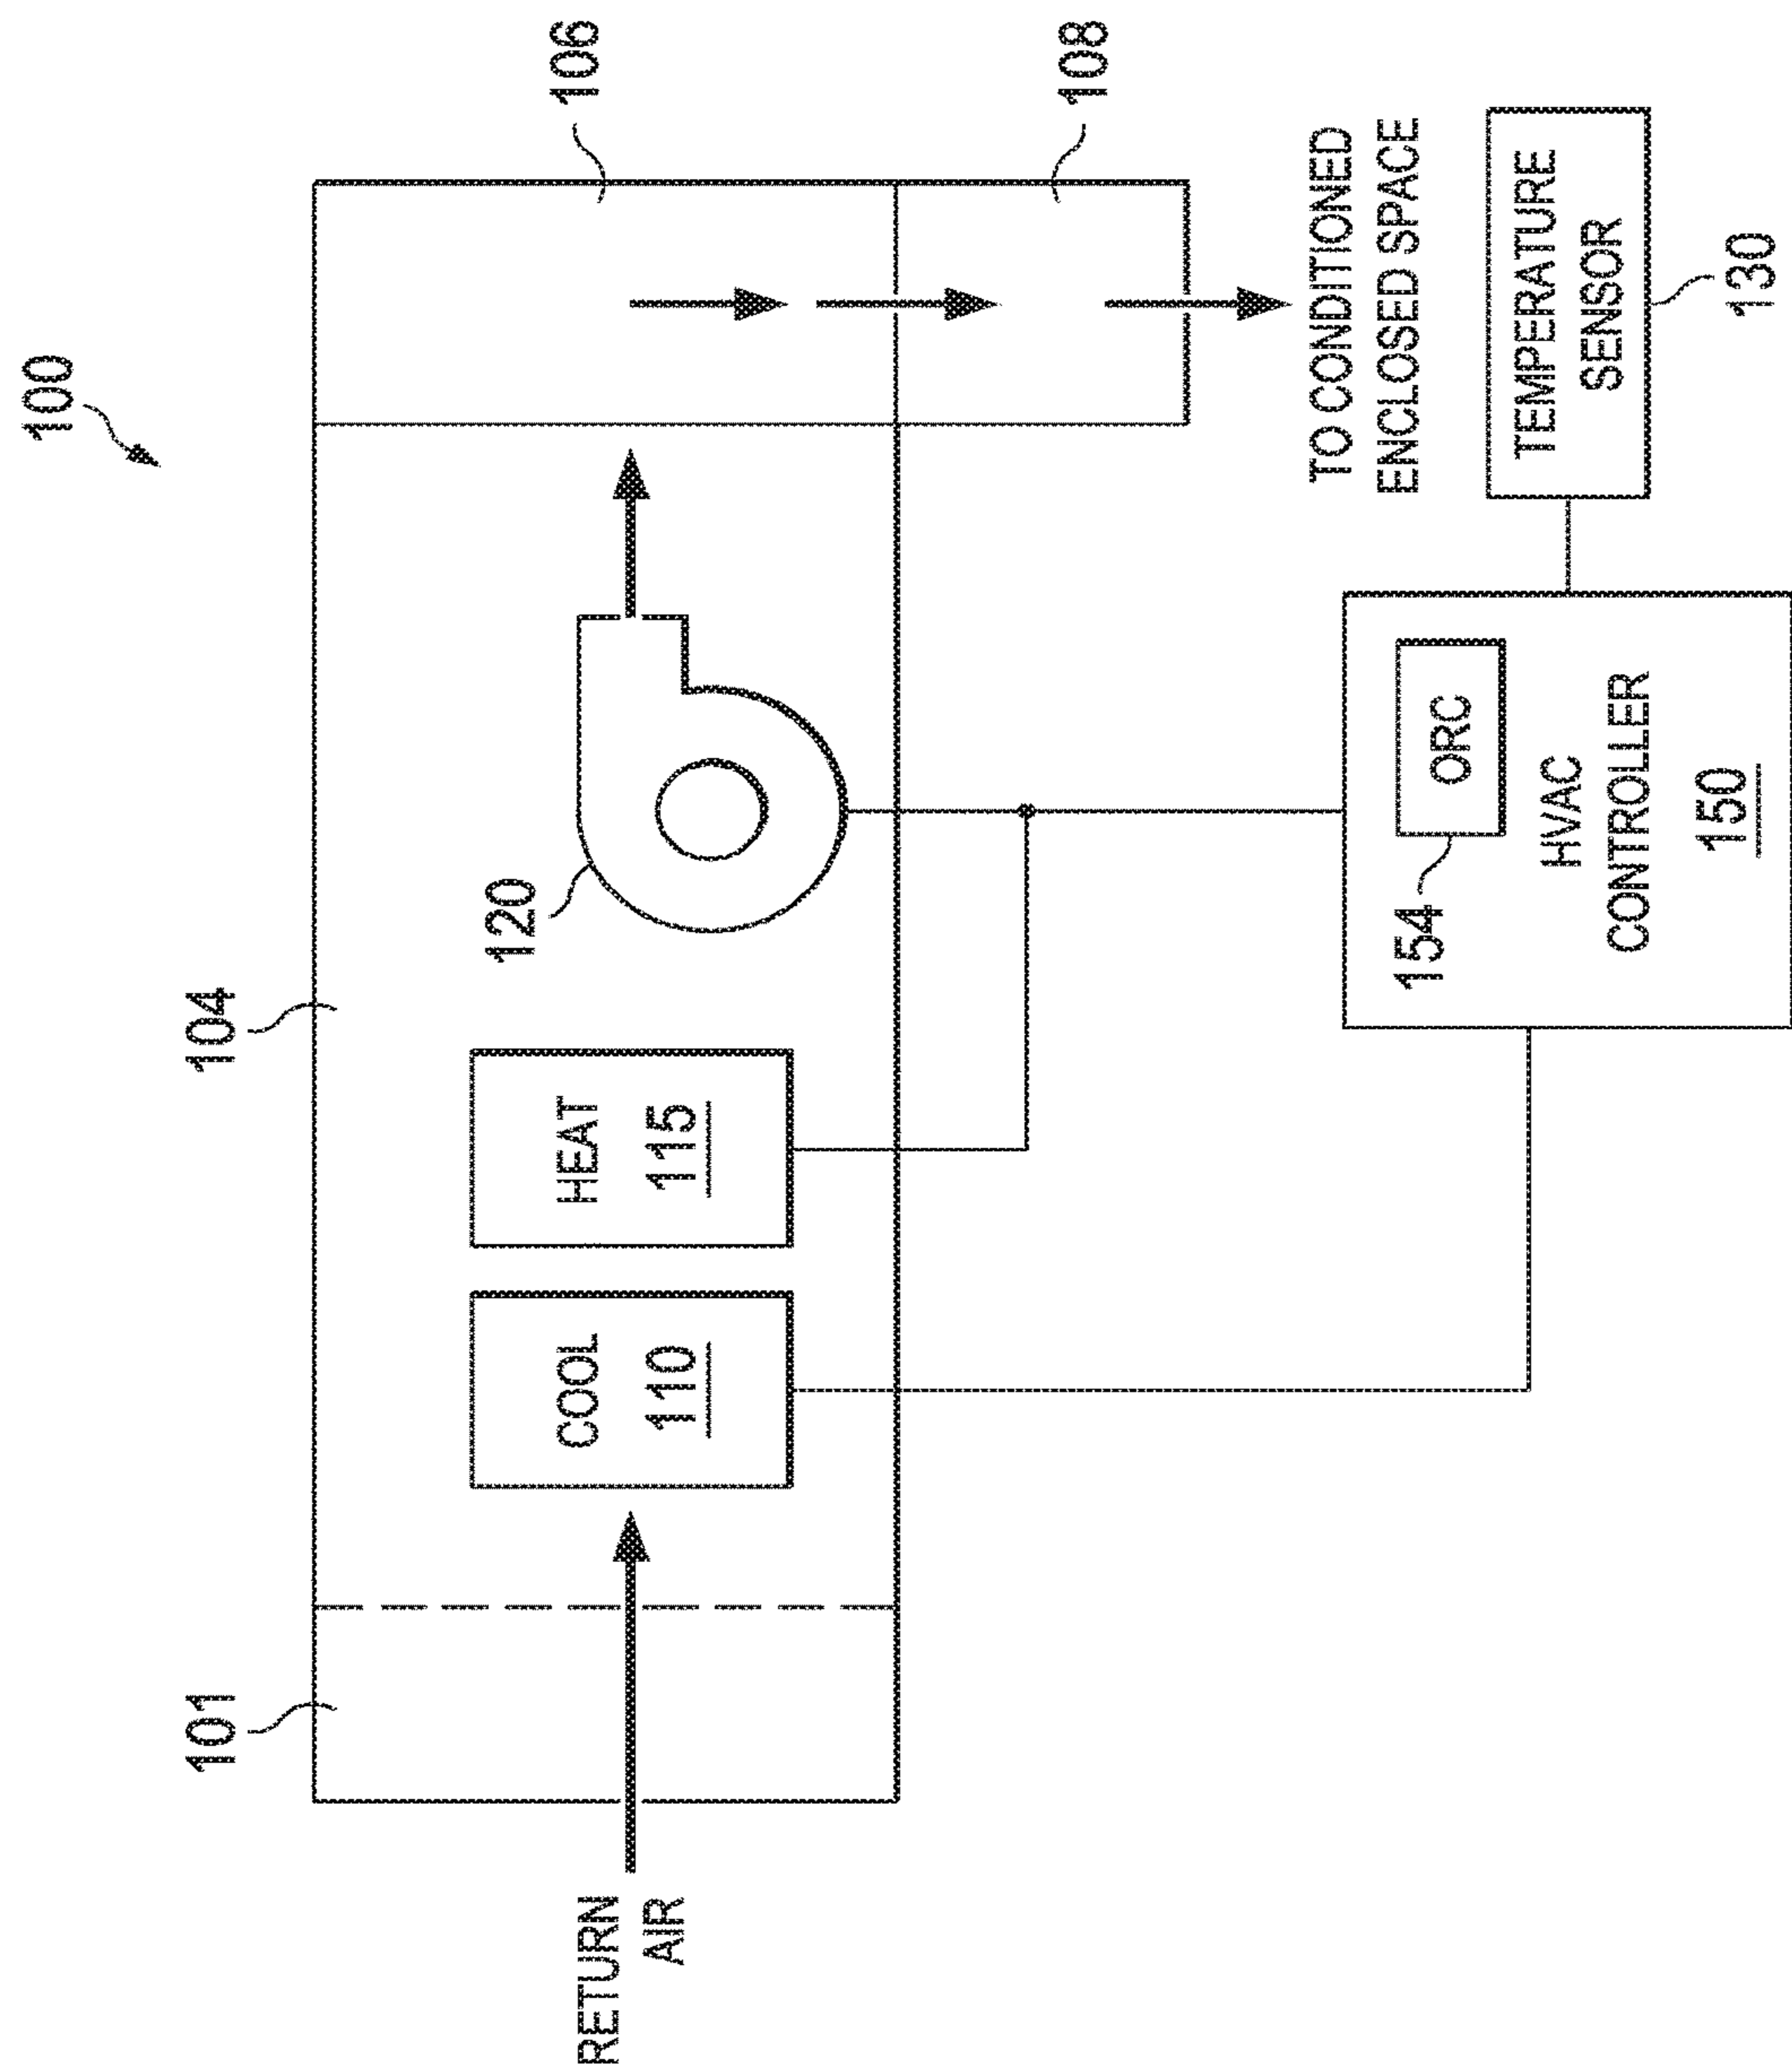 100
101
104
106
108
RETURN
AIR
COOL
110
HEAT
115
120
TO CONDITIONED
ENCLOSED SPACE
154
ORC
HVAC
CONTROLLER
150
TEMPERATURE
SENSOR
130